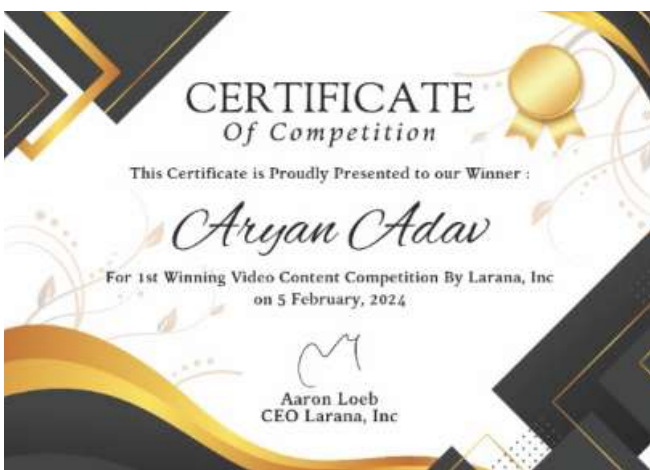 CERTIFICATE
Of Competition
This Certificate is Proudly Presented to our Winner :
Aryan Adav
For 1st Winning Video Content Competition By Larana, Inc
on 5 February, 2024
Aaron Loeb
CEO Larana, Inc